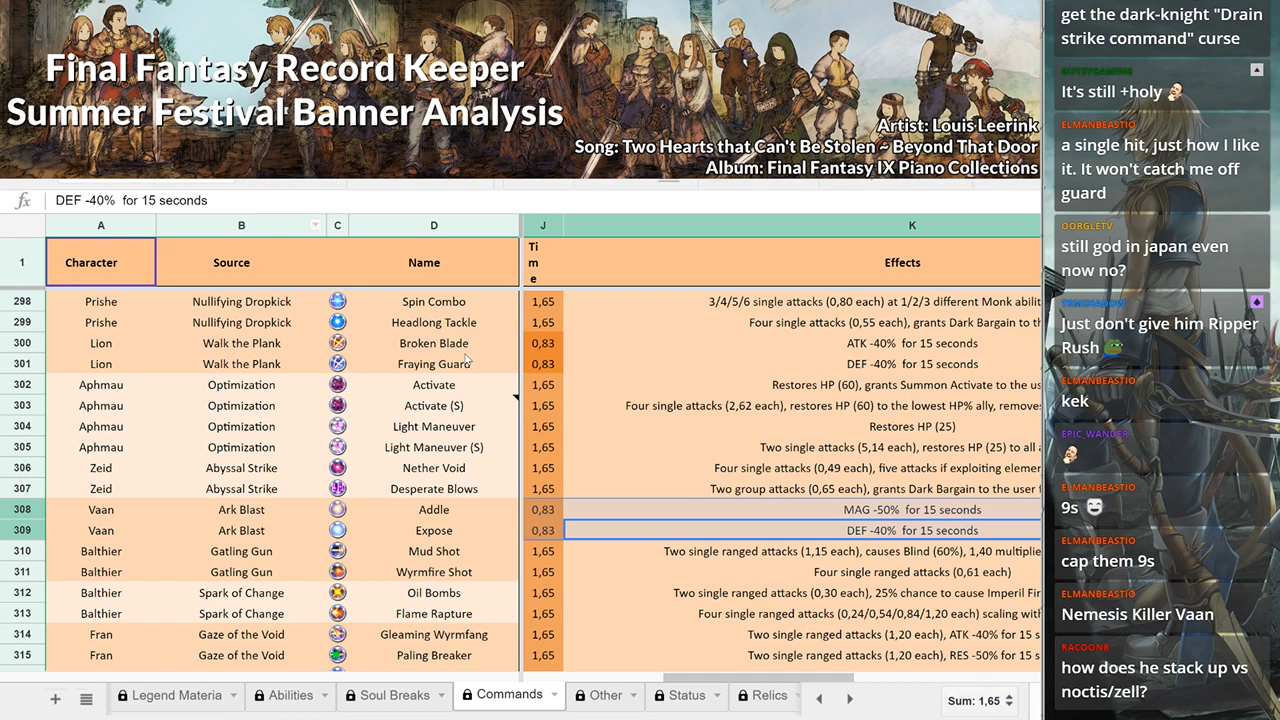 Final Fantasy Record Keeper
Summer Festival Banner Analysis
Artist: Louis Leerink
Song: Two Hearts that Can't Be Stolen ~ Beyond That Door
Album: Final Fantasy IX Piano Collections
fx DEF -40%  for 15 seconds
A B C D J K
1 Character Source Name Ti m e Effects
298 Prishe Nullifying Dropkick Spin Combo 1,65 3/4/5/6 single attacks (0,80 each) at 1/2/3 different Monk abilit
299 Prishe Nullifying Dropkick Headlong Tackle 1,65 Four single attacks (0,55 each), grants Dark Bargain to th
300 Lion Walk the Plank Broken Blade 0,83 ATK -40%  for 15 seconds
301 Lion Walk the Plank Fraying Guard 0,83 DEF -40%  for 15 seconds
302 Aphmau Optimization Activate 1,65 Restores HP (60), grants Summon Activate to the us
303 Aphmau Optimization Activate (S) 1,65 Four single attacks (2,62 each), restores HP (60) to the lowest HP% ally, remove
304 Aphmau Optimization Light Maneuver 1,65 Restores HP (25)
305 Aphmau Optimization Light Maneuver (S) 1,65 Two single attacks (5,14 each), restores HP (25) to all
306 Zeid Abyssal Strike Nether Void 1,65 Four single attacks (0,49 each), five attacks if exploiting elemen
307 Zeid Abyssal Strike Desperate Blows 1,65 Two group attacks (0,65 each), grants Dark Bargain to the user
308 Vaan Ark Blast Addle 0,83 MAG -50%  for 15 seconds
309 Vaan Ark Blast Expose 0,83 DEF -40%  for 15 seconds
310 Balthier Gatling Gun Mud Shot 1,65 Two single ranged attacks (1,15 each), causes Blind (60%), 1,40 multiplie
311 Balthier Gatling Gun Wyrmfire Shot 1,65 Four single ranged attacks (0,61 each)
312 Balthier Spark of Change Oil Bombs 1,65 Two single ranged attacks (0,30 each), 25% chance to cause Imperil Fir
313 Balthier Spark of Change Flame Rapture 1,65 Four single ranged attacks (0,24/0,54/0,84/1,20 each) scaling with
314 Fran Gaze of the Void Gleaming Wyrmfang 1,65 Two single ranged attacks (1,20 each), ATK -40% for 15 s
315 Fran Gaze of the Void Paling Breaker 1,65 Two single ranged attacks (1,20 each), RES -50% for 15 s
Legend Materia Abilities Soul Breaks Commands Other Status Relics Sum: 1,65
get the dark-knight "Drain
strike command" curse
It's still +holy
ELMANBEASTIO
a single hit, just how I like
it. It won't catch me off
guard
OORGLETV
still god in japan even
now no?
Just don't give him Ripper
Rush
ELMANBEASTIO
kek
EPIC_WANDER
ELMANBEASTIO
9s
ELMANBEASTIO
cap them 9s
ELMANBEASTIO
Nemesis Killer Vaan
RACOON8
how does he stack up vs
noctis/zell?